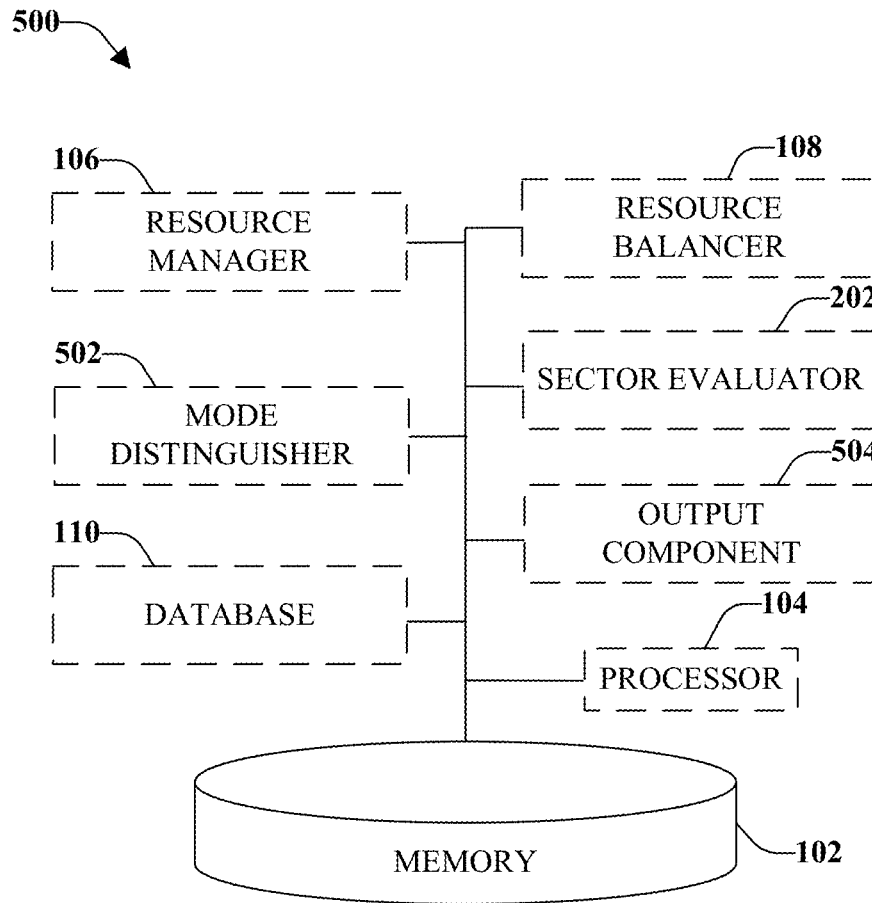 500
106
RESOURCE
MANAGER
108
RESOURCE
BALANCER
502
MODE
DISTINGUISHER
202
SECTOR EVALUATOR
504
OUTPUT
COMPONENT
110
DATABASE
104
PROCESSOR
MEMORY
102